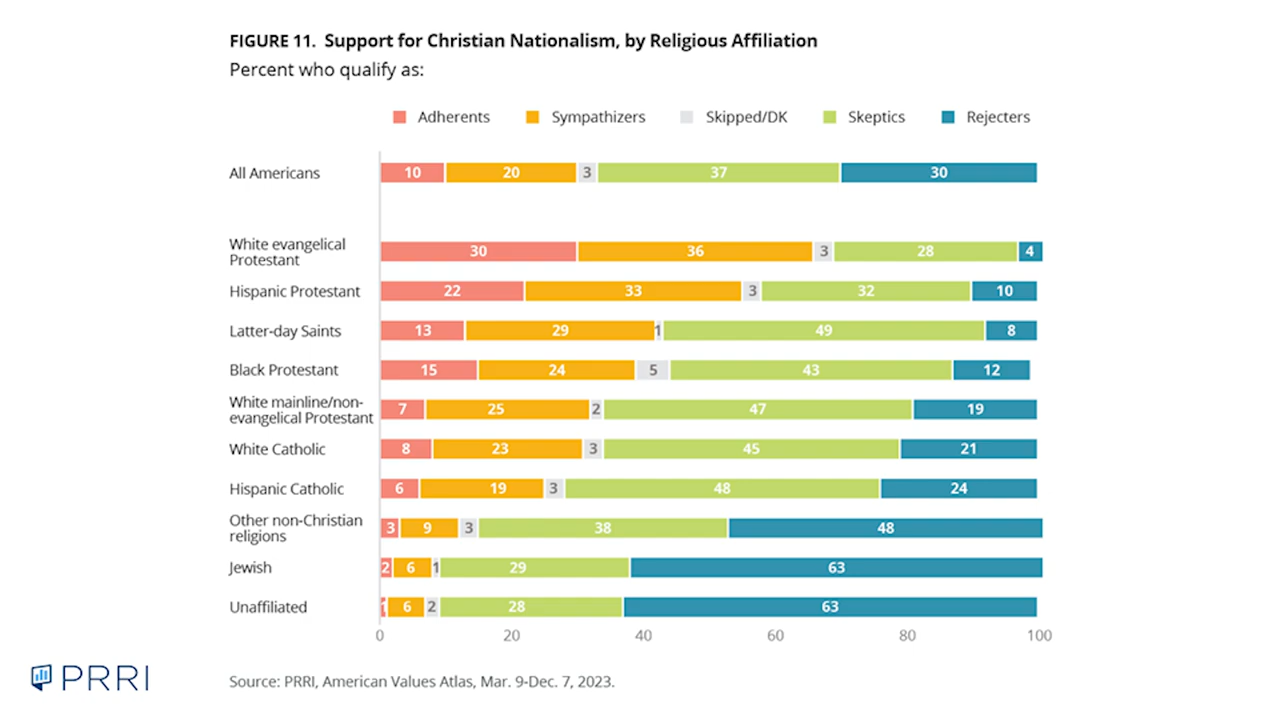 FIGURE 11. Support for Christian Nationalism, by Religious Affiliation
Percent who qualify as:
Adherents Sympathizers Skipped/DK Skeptics Rejecters
All Americans 10 20 3 37 30
White evangelical
Protestant 30 36 3 28 4
Hispanic Protestant 22 33 3 32 10
Latter-day Saints 13 29 1 49 8
Black Protestant 15 24 5 43 12
White mainline/non-
evangelical Protestant 7 25 2 47 19
White Catholic 8 23 3 45 21
Hispanic Catholic 6 19 3 48 24
Other non-Christian
religions 3 9 3 38 48
Jewish 2 6 1 29 63
Unaffiliated 1 6 2 28 63
0 20 40 60 80 100
PRRI
Source: PRRI, American Values Atlas, Mar. 9-Dec. 7, 2023.